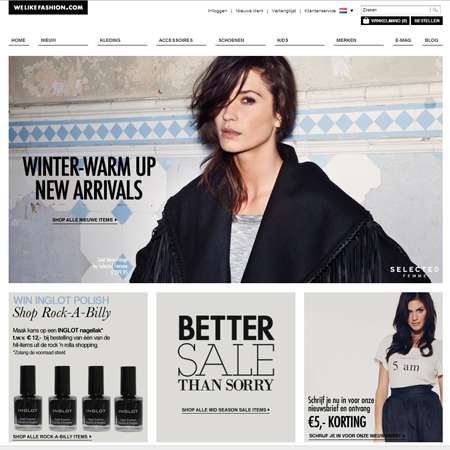 WELIKEFASHION.COM
Inloggen | Nieuwe klant | Verlanglijst | Klantenservice
Zoeken
WINKELMAND (0) BESTELLEN
HOME NIEUW KLEDING ACCESSOIRES SCHOENEN KIDS MERKEN E-MAG BLOG
WINTER-WARM UP
NEW ARRIVALS
SHOP ALLE NIEUWE ITEMS
by Selected Femme
SELECTED
FEMME
WIN INGLOT POLISH
Shop Rock-A-Billy
Maak kans op een INGLOT nagellak*
t.w.v. € 12,- bij bestelling van één van de
hit-items uit de rock 'n rolla shopping.
*Zolang de voorraad strekt
INGLOT INGLOT INGLOT INGLOT
SHOP ALLE ROCK-A-BILLY ITEMS
BETTER
SALE
THAN SORRY
SHOP ALLE MID SEASON SALE ITEMS
5 am
Schrijf je nu in voor onze
nieuwsbrief en ontvang
€5,- KORTING
SCHRIJF JE IN VOOR ONZE NIEUWSBRIEF